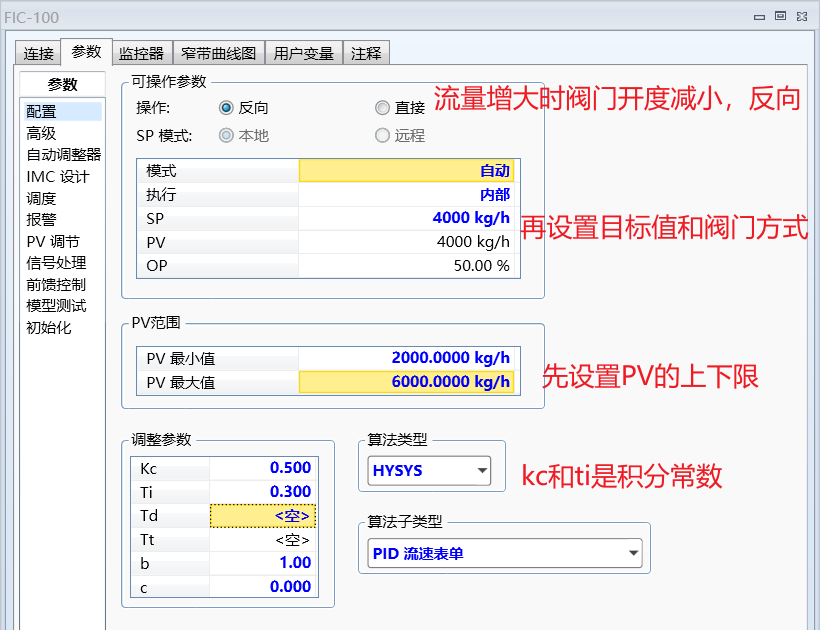 FIC-100
连接 参数 监控器 窄带曲线图 用户变量 注释
参数
配置
高级
自动调整器
IMC 设计
调度
报警
PV 调节
信号处理
前馈控制
模型测试
初始化
可操作参数
操作: 反向 直接
流量增大时阀门开度减小，反向
SP 模式: 本地 远程
模式 自动
执行 内部
SP 4000 kg/h
再设置目标值和阀门方式
PV 4000 kg/h
OP 50.00 %
PV范围
PV 最小值 2000.0000 kg/h
PV 最大值 6000.0000 kg/h
先设置PV的上下限
调整参数
Kc 0.500
Ti 0.300
Td <空>
Tt <空>
b 1.00
c 0.000
算法类型
HYSYS
kc和ti是积分常数
算法子类型
PID 流速表单